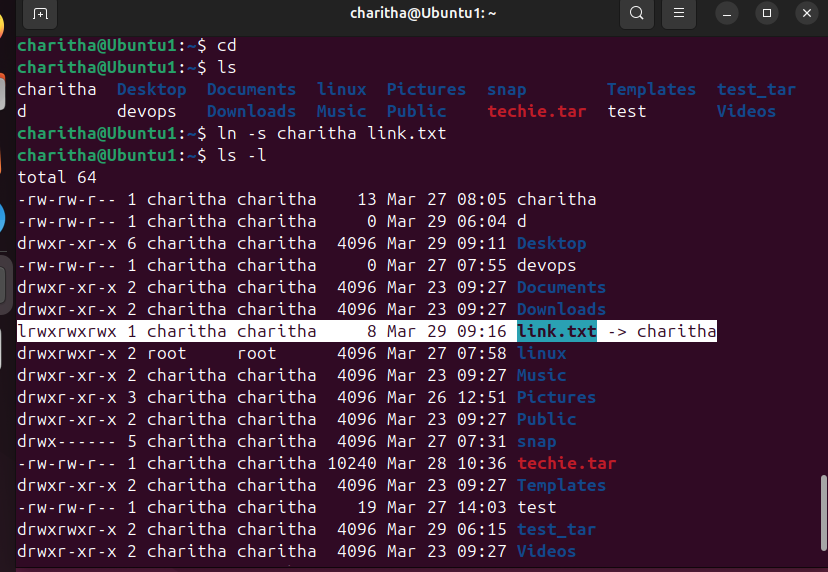 charitha@Ubuntu1: ~
charitha@Ubuntu1:~$ cd
charitha@Ubuntu1:~$ ls
charitha  Desktop  Documents  linux  Pictures  snap  Templates  test_tar
d  devops  Downloads  Music  Public  techie.tar  test  Videos
charitha@Ubuntu1:~$ ln -s charitha link.txt
charitha@Ubuntu1:~$ ls -l
total 64
-rw-rw-r-- 1 charitha charitha    13 Mar 27 08:05 charitha
-rw-rw-r-- 1 charitha charitha     0 Mar 29 06:04 d
drwxr-xr-x 6 charitha charitha  4096 Mar 29 09:11 Desktop
-rw-rw-r-- 1 charitha charitha     0 Mar 27 07:55 devops
drwxr-xr-x 2 charitha charitha  4096 Mar 23 09:27 Documents
drwxr-xr-x 2 charitha charitha  4096 Mar 23 09:27 Downloads
lrwxrwxrwx 1 charitha charitha     8 Mar 29 09:16 link.txt -> charitha
drwxrwxr-x 2 root     root      4096 Mar 27 07:58 linux
drwxr-xr-x 2 charitha charitha  4096 Mar 23 09:27 Music
drwxr-xr-x 3 charitha charitha  4096 Mar 26 12:51 Pictures
drwxr-xr-x 2 charitha charitha  4096 Mar 23 09:27 Public
drwx------ 5 charitha charitha  4096 Mar 27 07:31 snap
-rw-rw-r-- 1 charitha charitha 10240 Mar 28 10:36 techie.tar
drwxr-xr-x 2 charitha charitha  4096 Mar 23 09:27 Templates
-rw-rw-r-- 1 charitha charitha    19 Mar 27 14:03 test
drwxrwxr-x 2 charitha charitha  4096 Mar 29 06:15 test_tar
drwxr-xr-x 2 charitha charitha  4096 Mar 23 09:27 Videos